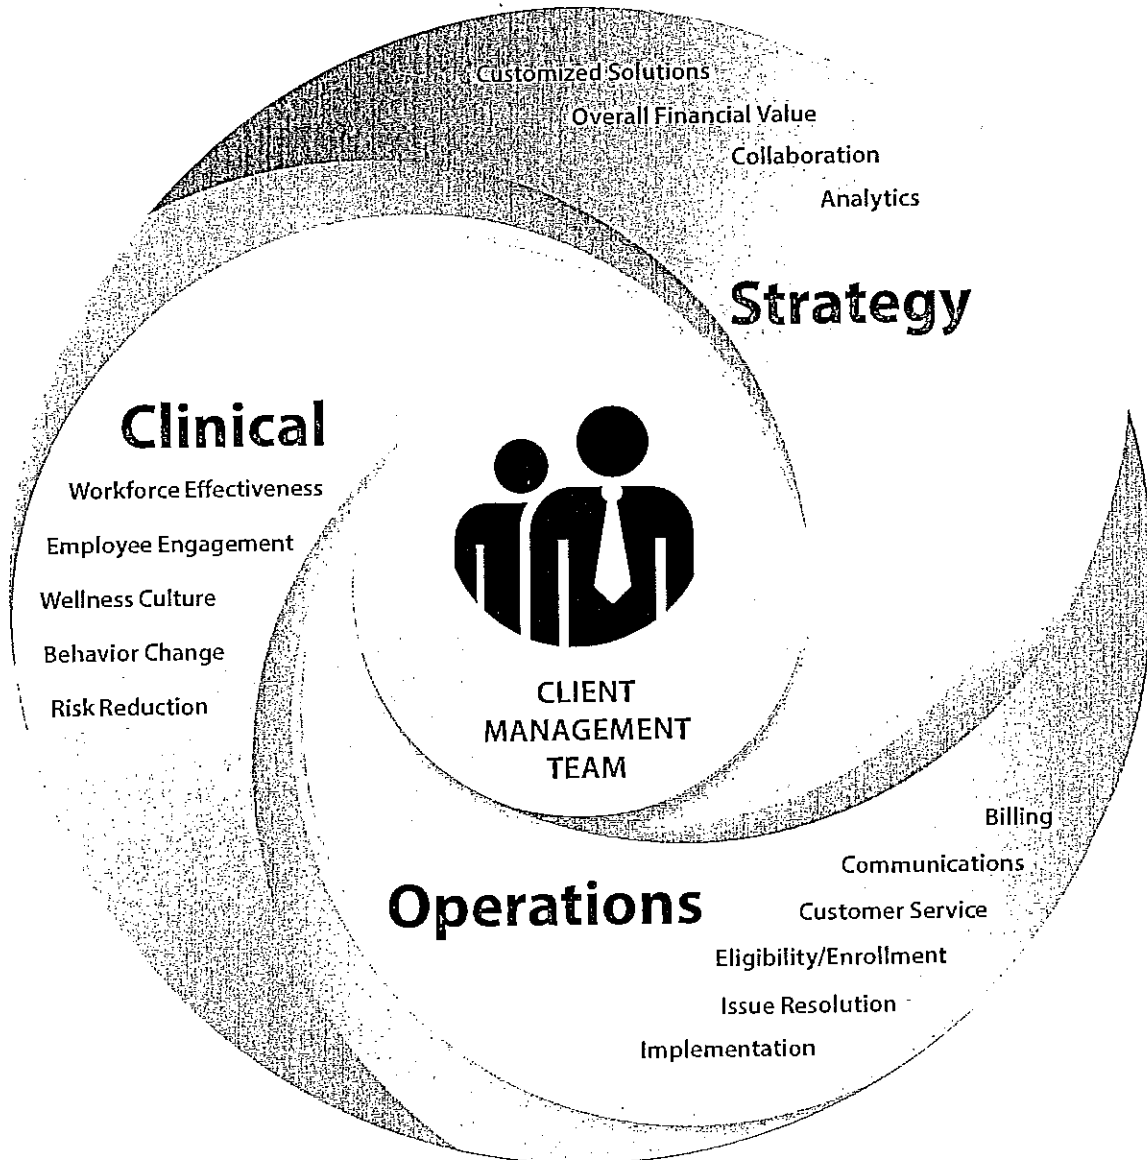 Customized Solutions
Overall Financial Value
Collaboration
Analytics
Strategy
Clinical
Workforce Effectiveness
Employee Engagement
Wellness Culture
Behavior Change
Risk Reduction
CLIENT
MANAGEMENT
TEAM
Operations
Billing
Communications
Customer Service
Eligibility/Enrollment
Issue Resolution
Implementation